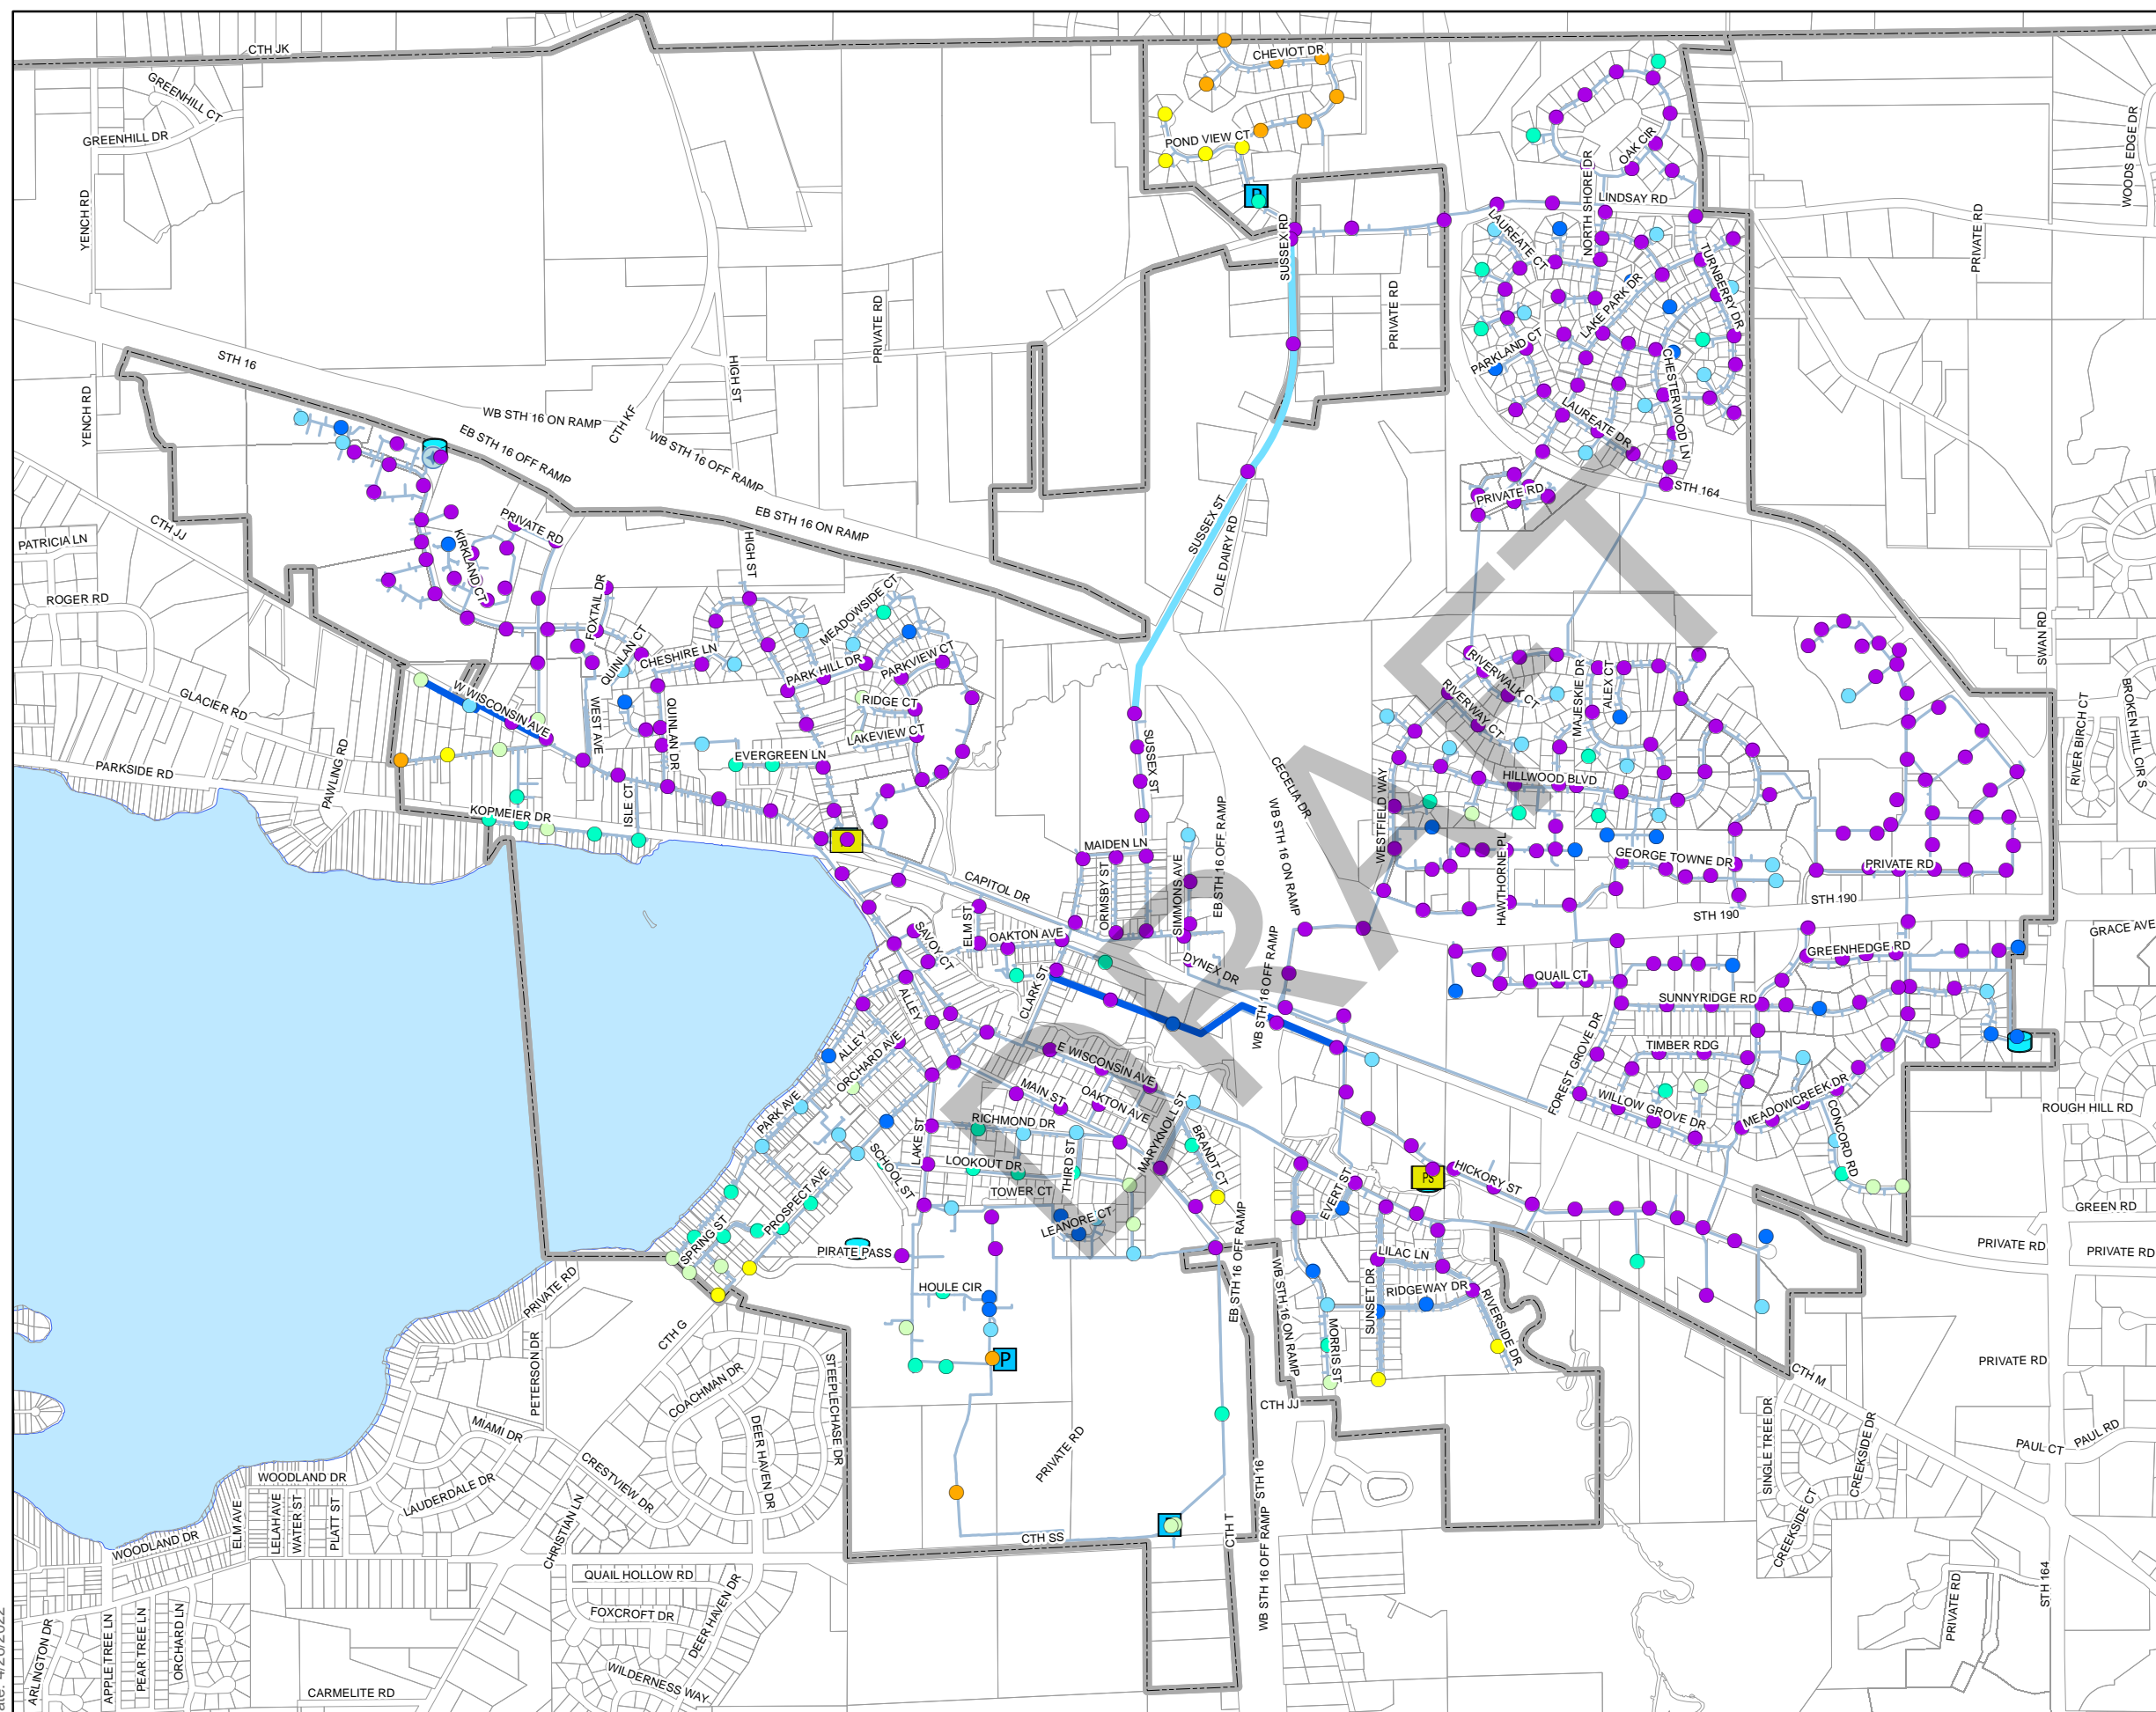 CTH JK
CHEVIOT DR
GREENHILL CT
GREENHILL DR
POND VIEW CT
OAK CIR
WOODS EDGE DR
YENCH RD
NORTH SHORE DR
LINDSAY RD
PRIVATE RD
SUSSEX RD
LAUREATE CT
TURNBERRY DR
PRIVATE RD
PRIVATE RD
LAKE PARK DR
STH 16
HIGH ST
PARKLAND CT
CHESTERWOOD LN
YENCH RD
WB STH 16 ON RAMP
CTH KF
LAUREATE DR
EB STH 16 OFF RAMP
WB STH 16 OFF RAMP
PRIVATE RD
STH 164
CTH JJ
PRIVATE RD
EB STH 16 ON RAMP
SUSSEX ST
OLE DAIRY RD
PATRICIA LN
KIRKLAND CT
HIGH ST
ROGER RD
FOXTAIL DR
MEADOWSIDE CT
SWAN RD
QUINLAN CT
CHESHIRE LN
PARK HILL DR
PARKVIEW CT
RIVERWALK CT
RIVERWAY CT
MAJESKIE DR
ALEX CT
GLACIER RD
W WISCONSIN AVE
WEST AVE
QUINLAN DR
RIDGE CT
LAKEVIEW CT
RIVER BIRCH CT
BROKEN HILL CIR S
PARKSIDE RD
PAWLING RD
EVERGREEN LN
SUSSEX ST
CECELIA DR
HILLWOOD BLVD
KOPMEIER DR
ISLE CT
WB STH 16 ON RAMP
EB STH 16 OFF RAMP
WESTFIELD WAY
MAIDEN LN
HAWTHORNE PL
GEORGE TOWNE DR
PRIVATE RD
CAPITOL DR
ORMSBY ST
SIMMONS AVE
STH 190
STH 190
SAVOY CT
ELM ST
OAKTON AVE
GRACE AVE
GREENHEDGE RD
CLARK ST
DYNEX DR
WB STH 16 OFF RAMP
QUAIL CT
SUNNYRIDGE RD
ALLEY
ALLEY
ORCHARD AVE
E WISCONSIN AVE
FOREST GROVE DR
TIMBER RDG
MAIN ST
OAKTON AVE
PARK AVE
RICHMOND DR
MARYKNOLL ST
BRANDT CT
WILLOW GROVE DR
MEADOWCREEK DR
CONCORD RD
ROUGH HILL RD
LAKE ST
SCHOOL ST
LOOKOUT DR
THIRD ST
TOWER CT
HICKORY ST
PS
EVERT ST
PROSPECT AVE
SPRING ST
LEANORE CT
GREEN RD
PIRATE PASS
LILAC LN
PRIVATE RD
PRIVATE RD
PRIVATE RD
HOULE CIR
EB STH 16 OFF RAMP
WB STH 16 ON RAMP
SUNSET DR
RIDGEWAY DR
RIVERSIDE DR
MORRIS ST
CTH G
PETERSON DR
P
STEEPLECHASE DR
COACHMAN DR
PRIVATE RD
CTH M
CTH JJ
MIAMI DR
DEER HAVEN DR
PRIVATE RD
SINGLE TREE DR
CREEKSIDE DR
PAUL CT
PAUL RD
WOODLAND DR
LAUDERDALE DR
CRESTVIEW DR
STH 16
ELM AVE
LELAH AVE
WATER ST
PLATT ST
CHRISTIAN LN
WOODLAND DR
CTH SS
CTH T
WB STH 16 OFF RAMP
CREEKSIDE CT
QUAIL HOLLOW RD
FOXCROFT DR
DEER HAVEN DR
PRIVATE RD
STH 164
ARLINGTON DR
APPLE TREE LN
PEAR TREE LN
ORCHARD LN
WILDERNESS WAY
CARMELITE RD
DRAFT